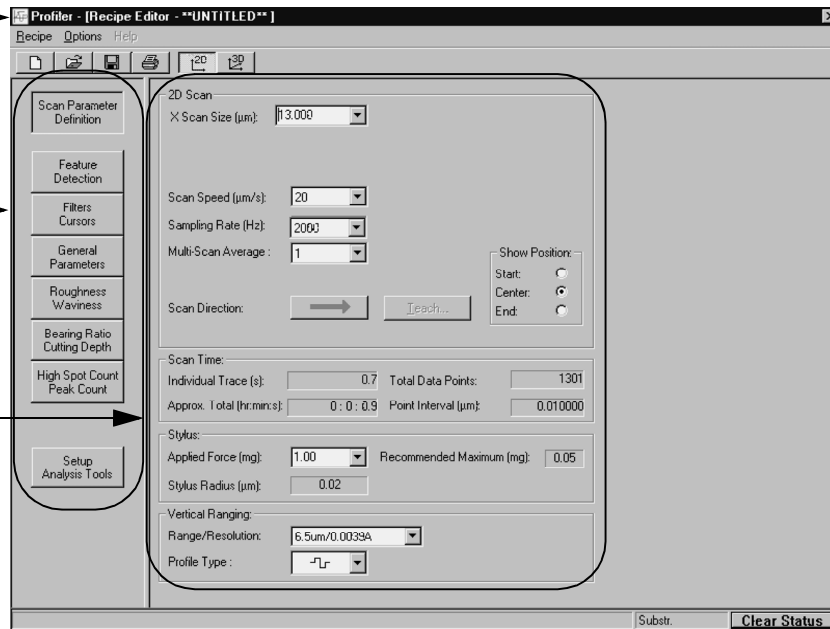 Profiler - [Recipe Editor - **UNTITLED** ]
Recipe Options Help
2D 3D
Scan Parameter
Definition
Feature
Detection
Filters
Cursors
General
Parameters
Roughness
Waviness
Bearing Ratio
Cutting Depth
High Spot Count
Peak Count
Setup
Analysis Tools
2D Scan
X Scan Size (µm): 13.000
Scan Speed (µm/s): 20
Sampling Rate (Hz): 2000
Multi-Scan Average : 1
Show Position:
Start:
Center:
End:
Scan Direction: Teach...
Scan Time:
Individual Trace (s): 0.7 Total Data Points: 1301
Approx. Total (hr:min:s): 0 : 0 : 0.9 Point Interval (µm): 0.010000
Stylus:
Applied Force (mg): 1.00 Recommended Maximum (mg): 0.05
Stylus Radius (µm): 0.02
Vertical Ranging:
Range/Resolution: 6.5um/0.0039A
Profile Type :
Substr. Clear Status